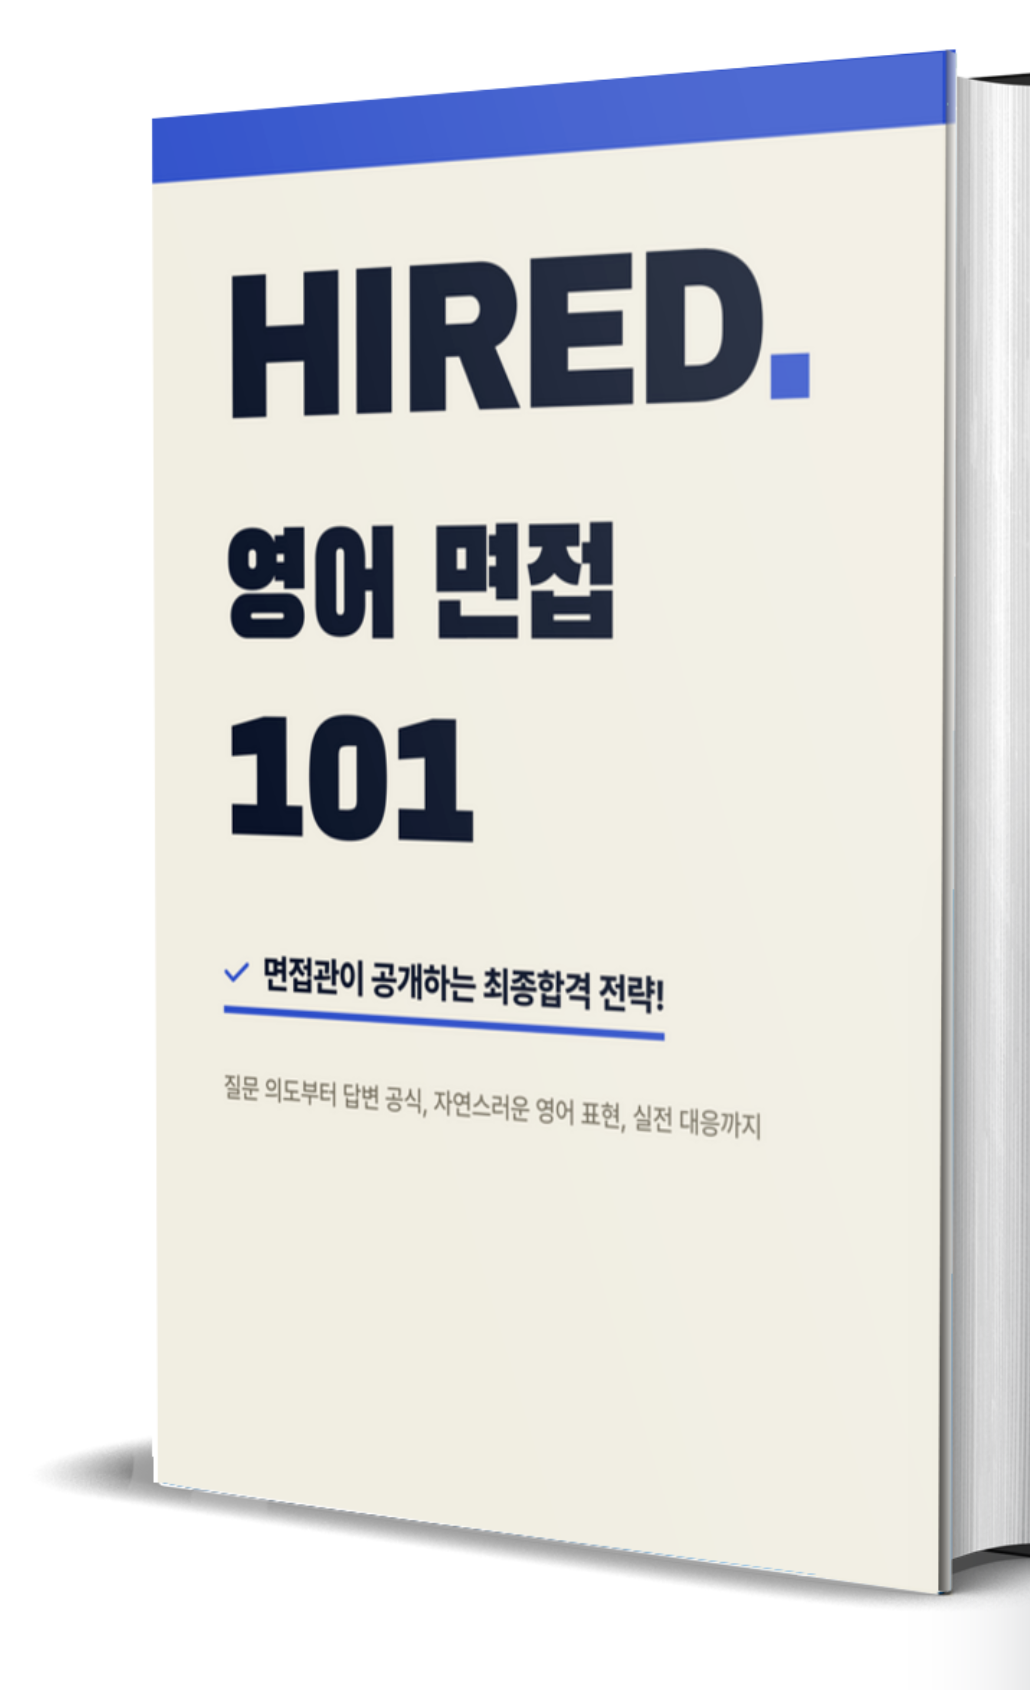 HIRED.
영어 면접
101
✓ 면접관이 공개하는 최종합격 전략!
질문 의도부터 답변 공식, 자연스러운 영어 표현, 실전 대응까지